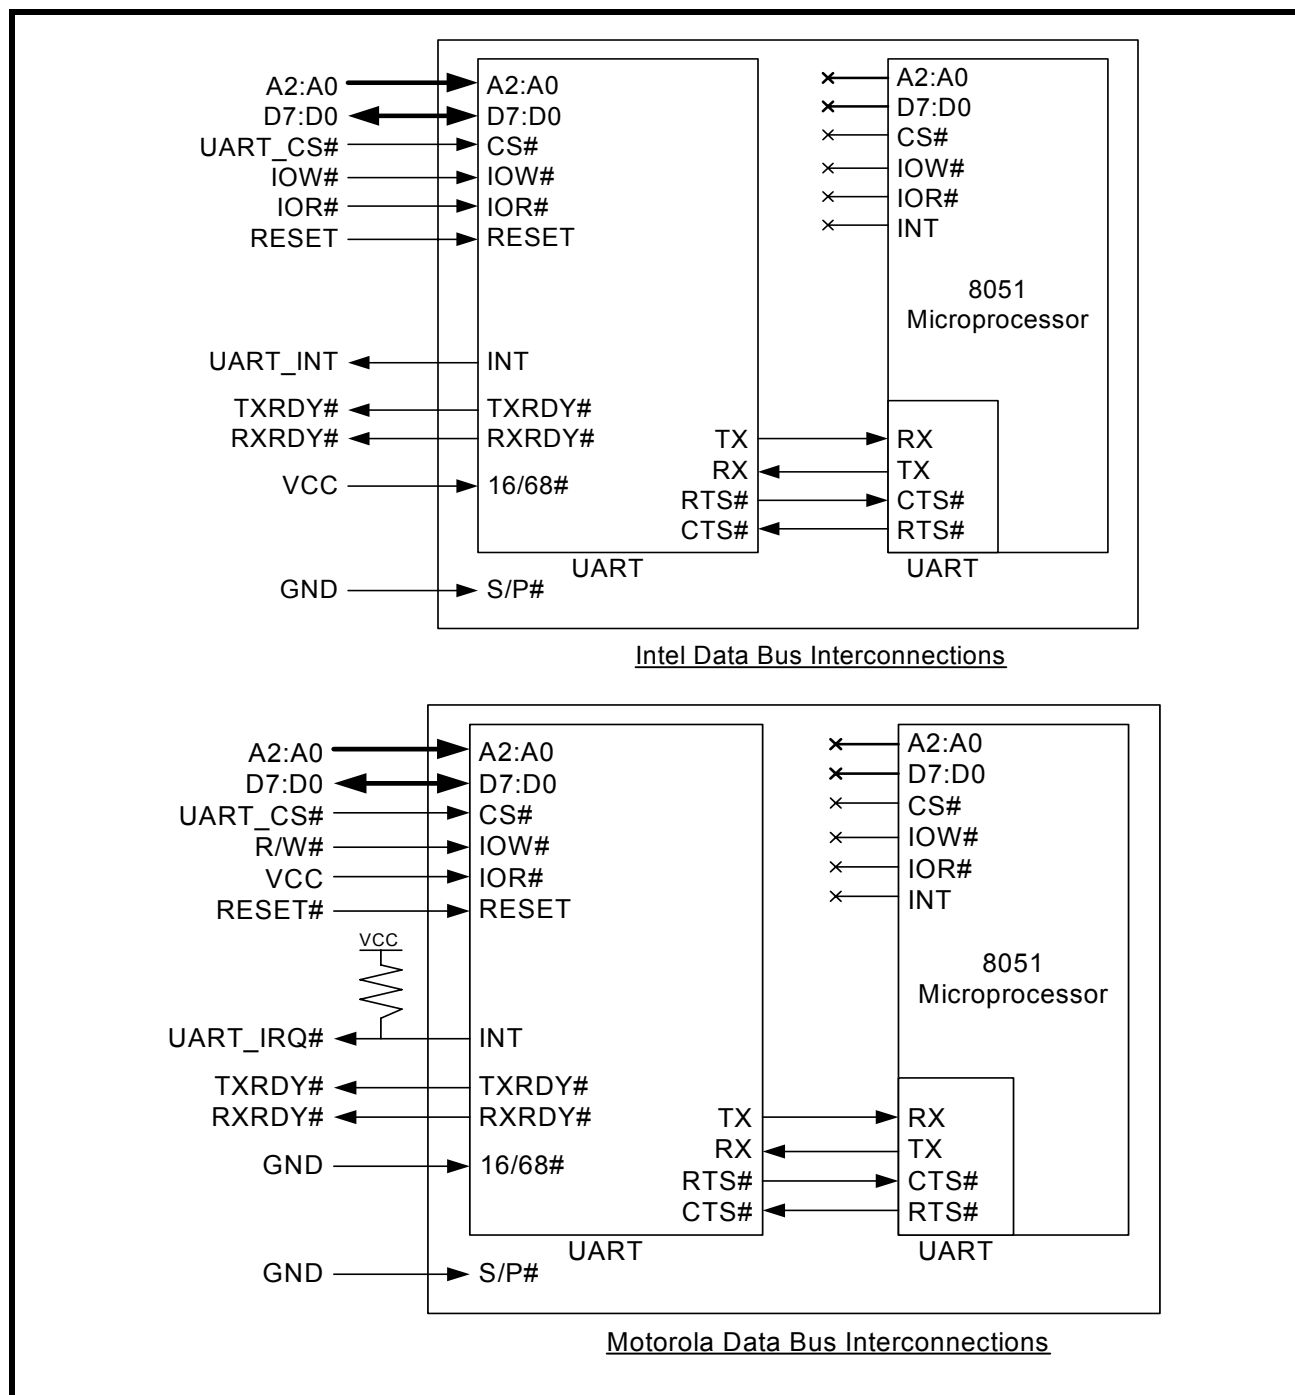 A2:A0 A2:A0 A2:A0
D7:D0 D7:D0 D7:D0
UART_CS# CS# CS#
IOW# IOW# IOW#
IOR# IOR# IOR#
RESET RESET INT
8051
Microprocessor
UART_INT INT
TXRDY# TXRDY#
RXRDY# RXRDY# TX RX
RX TX
VCC 16/68# RTS# CTS#
CTS# RTS#
UART UART
GND S/P#
Intel Data Bus Interconnections
A2:A0 A2:A0 A2:A0
D7:D0 D7:D0 D7:D0
UART_CS# CS# CS#
R/W# IOW# IOW#
VCC IOR# IOR#
RESET# RESET INT
VCC
8051
Microprocessor
UART_IRQ# INT
TXRDY# TXRDY#
RXRDY# RXRDY# TX RX
RX TX
GND 16/68# RTS# CTS#
CTS# RTS#
UART UART
GND S/P#
Motorola Data Bus Interconnections